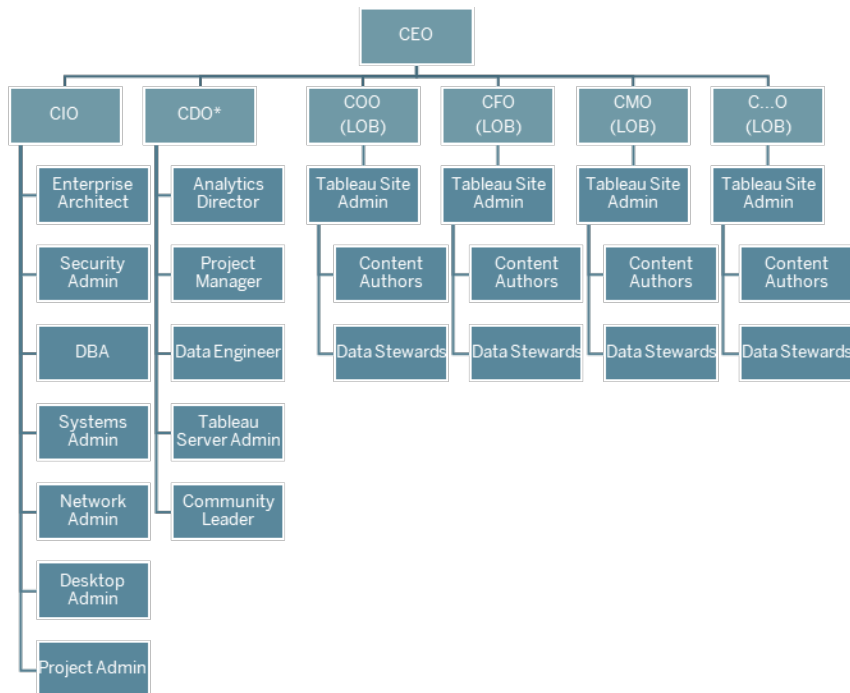 CEO
CIO
CDO*
COO
(LOB)
CFO
(LOB)
CMO
(LOB)
C...O
(LOB)
Enterprise
Architect
Analytics
Director
Tableau Site
Admin
Tableau Site
Admin
Tableau Site
Admin
Tableau Site
Admin
Security
Admin
Project
Manager
Content
Authors
Content
Authors
Content
Authors
Content
Authors
DBA
Data Engineer
Data Stewards
Data Stewards
Data Stewards
Data Stewards
Systems
Admin
Tableau
Server Admin
Network
Admin
Community
Leader
Desktop
Admin
Project Admin